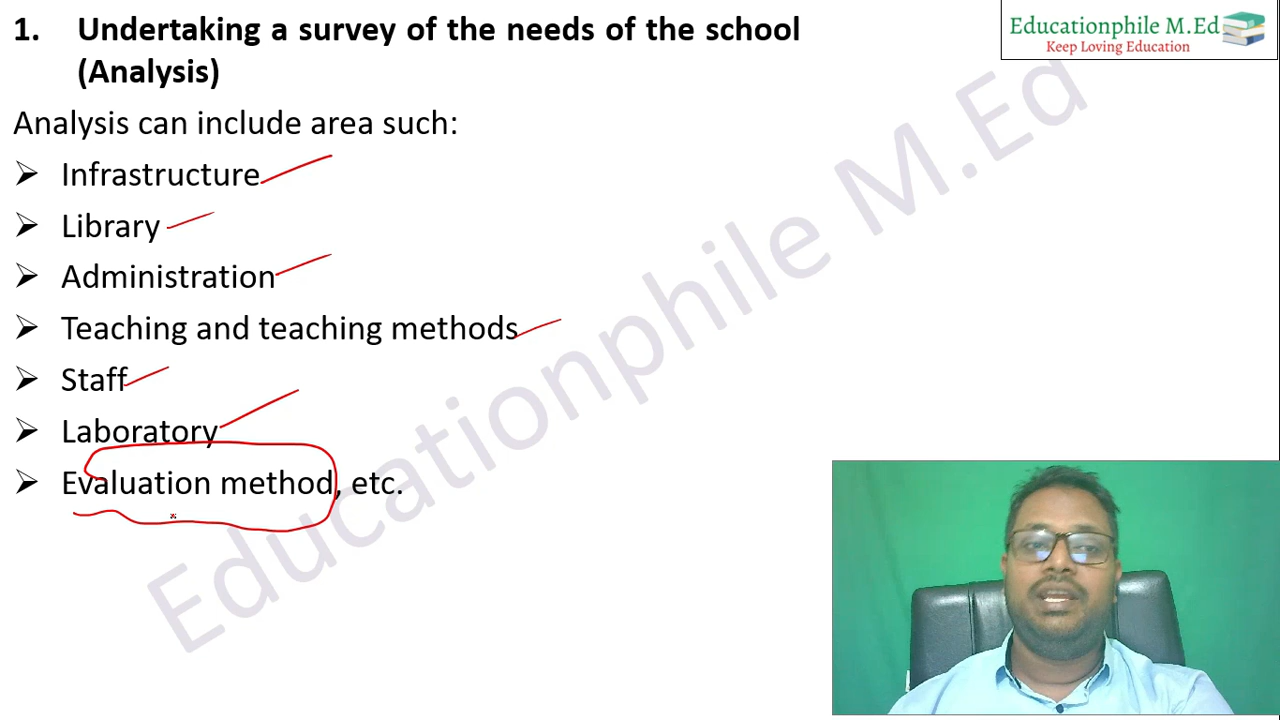 1. Undertaking a survey of the needs of the school
(Analysis)
Educationphile M.Ed
Keep Loving Education
Analysis can include area such:
➢ Infrastructure
➢ Library
➢ Administration
➢ Teaching and teaching methods
➢ Staff
➢ Laboratory
➢ Evaluation method, etc.
Educationphile M.Ed